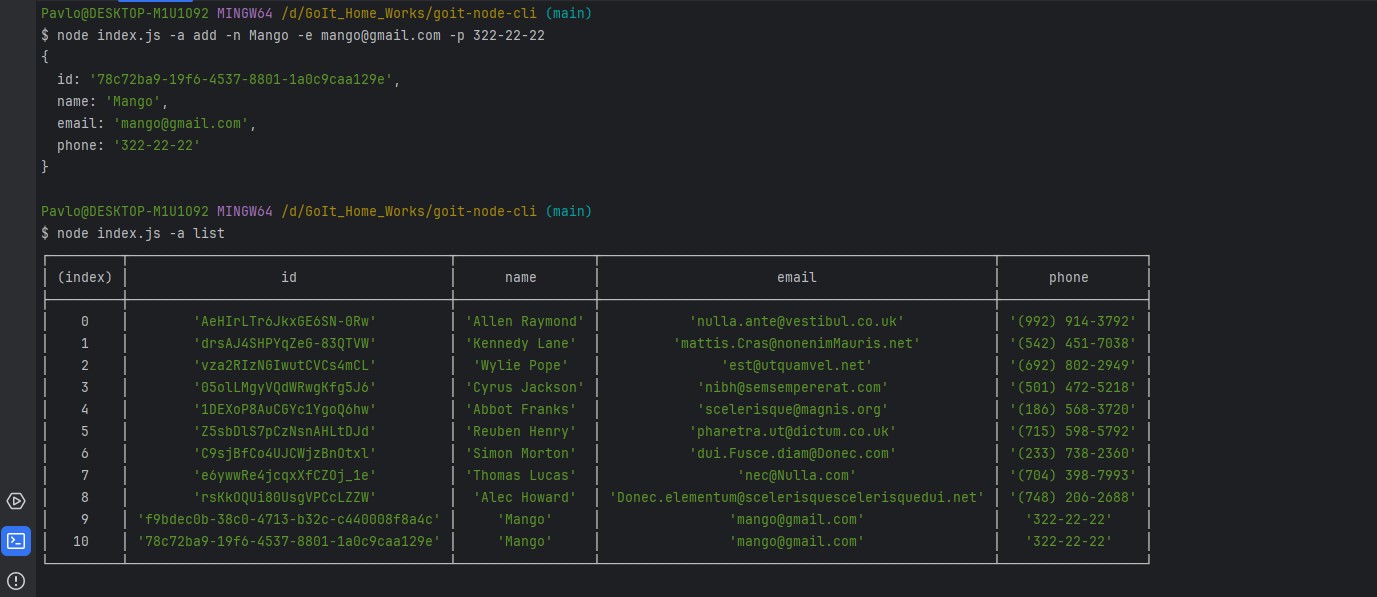 Pavlo@DESKTOP-M1U1O92 MINGW64 /d/GoIt_Home_Works/goit-node-cli (main)
$ node index.js -a add -n Mango -e mango@gmail.com -p 322-22-22
{
  id: '78c72ba9-19f6-4537-8801-1a0c9caa129e',
  name: 'Mango',
  email: 'mango@gmail.com',
  phone: '322-22-22'
}
Pavlo@DESKTOP-M1U1O92 MINGW64 /d/GoIt_Home_Works/goit-node-cli (main)
$ node index.js -a list
(index) id name email phone
0 'AeHIrLTr6JkxGE6SN-0Rw' 'Allen Raymond' 'nulla.ante@vestibul.co.uk' '(992) 914-3792'
1 'drsAJ4SHPYqZeG-83QTVW' 'Kennedy Lane' 'mattis.Cras@nonenimMauris.net' '(542) 451-7038'
2 'vza2RIzNGIwutCVCs4mCL' 'Wylie Pope' 'est@utquamvel.net' '(692) 802-2949'
3 '05olLMgyVQdWRwgKfg5J6' 'Cyrus Jackson' 'nibh@semsempererat.com' '(501) 472-5218'
4 '1DEXoP8AuCGYc1YgoQ6hw' 'Abbot Franks' 'scelerisque@magnis.org' '(186) 568-3720'
5 'Z5sbDlS7pCzNsnAHLtDJd' 'Reuben Henry' 'pharetra.ut@dictum.co.uk' '(715) 598-5792'
6 'C9sjBfCo4UJCWjzBnOtxl' 'Simon Morton' 'dui.Fusce.diam@Donec.com' '(233) 738-2360'
7 'e6ywwRe4jcqxXfCZOj_1e' 'Thomas Lucas' 'nec@Nulla.com' '(704) 398-7993'
8 'rsKkOQUi80UsgVPCcLZZW' 'Alec Howard' 'Donec.elementum@scelerisquescelerisquedui.net' '(748) 206-2688'
9 'f9bdec0b-38c0-4713-b32c-c440008f8a4c' 'Mango' 'mango@gmail.com' '322-22-22'
10 '78c72ba9-19f6-4537-8801-1a0c9caa129e' 'Mango' 'mango@gmail.com' '322-22-22'